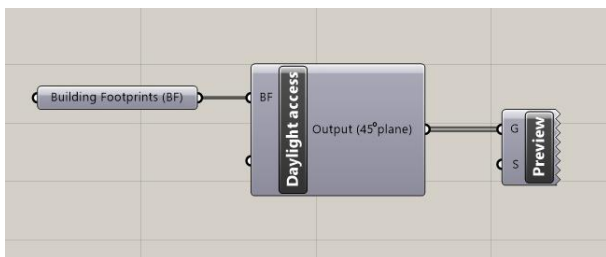 Building Footprints (BF)
BF
Daylight access
Output (45°plane)
G
S
Preview